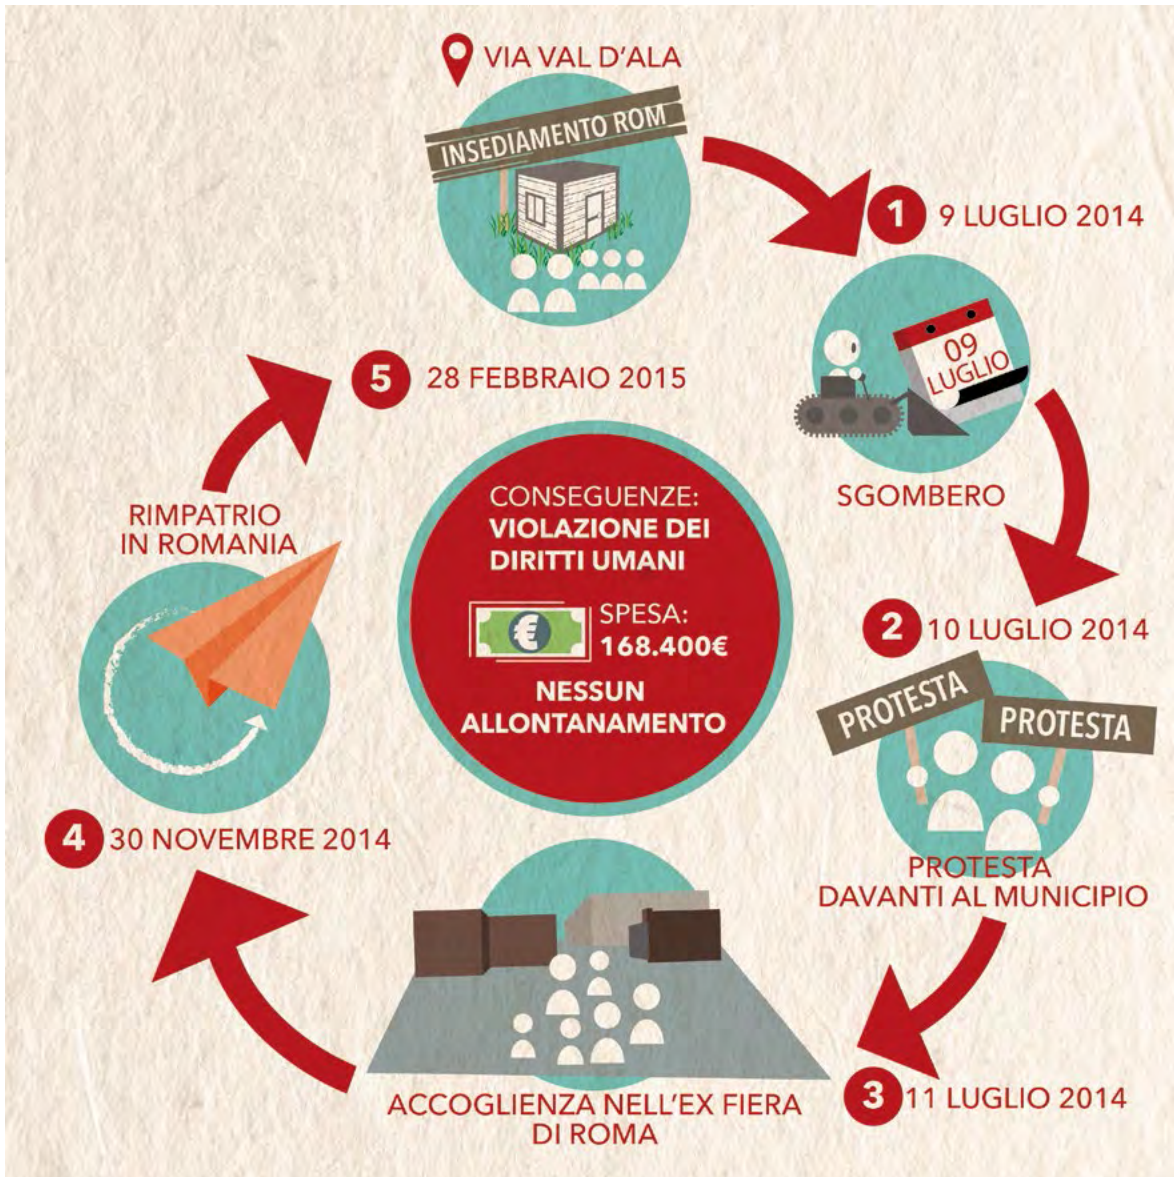 VIA VAL D'ALA
INSEDIAMENTO ROM
1 9 LUGLIO 2014
09
LUGLIO
SGOMBERO
2 10 LUGLIO 2014
PROTESTA
PROTESTA
PROTESTA
DAVANTI AL MUNICIPIO
3 11 LUGLIO 2014
ACCOGLIENZA NELL'EX FIERA
DI ROMA
4 30 NOVEMBRE 2014
RIMPATRIO
IN ROMANIA
5 28 FEBBRAIO 2015
CONSEGUENZE:
VIOLAZIONE DEI
DIRITTI UMANI
€
SPESA:
168.400€
NESSUN
ALLONTANAMENTO